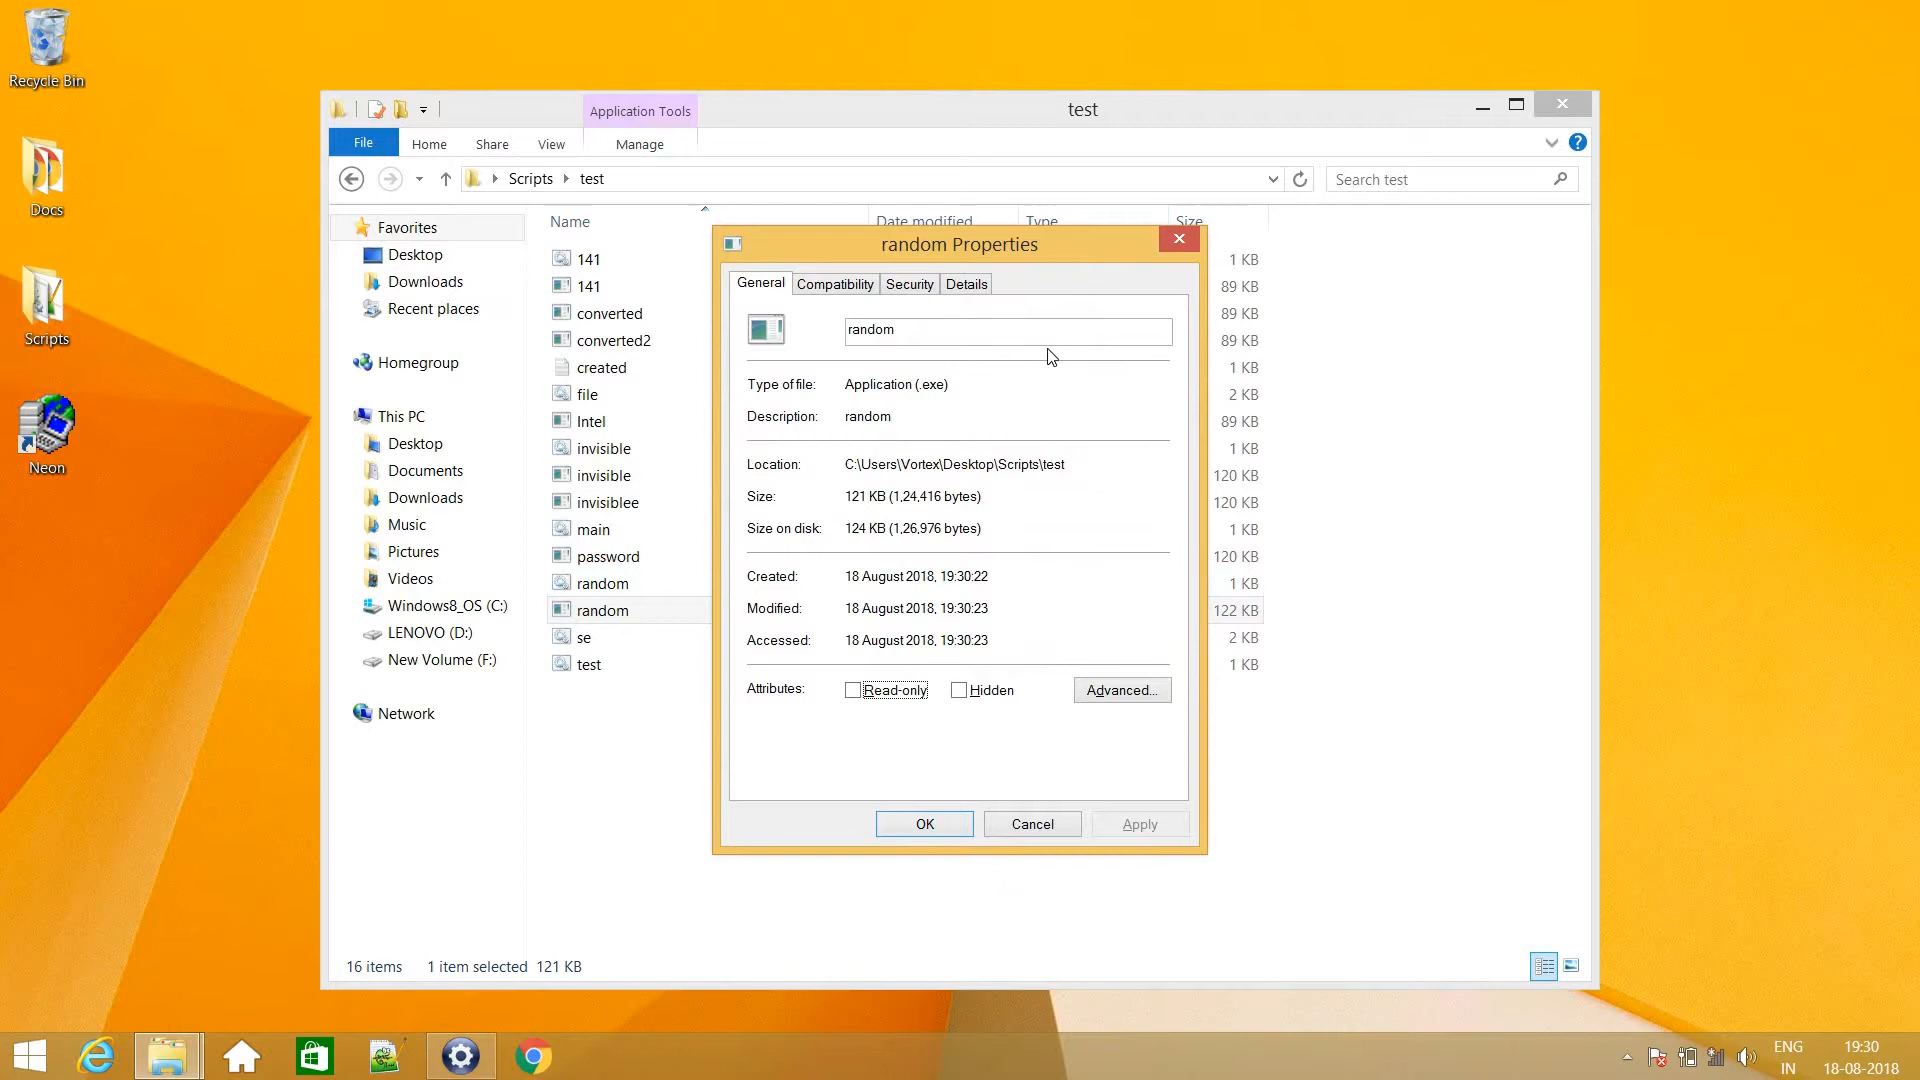 Recycle Bin
Docs
Scripts
Neon
Application Tools
test
File
Home
Share
View
Manage
Scripts
test
Search test
Favorites
Desktop
Downloads
Recent places
Homegroup
This PC
Desktop
Documents
Downloads
Music
Pictures
Videos
Windows8_OS (C:)
LENOVO (D:)
New Volume (F:)
Network
Name
Date modified
Type
Size
141
1 KB
141
89 KB
converted
89 KB
converted2
89 KB
created
1 KB
file
2 KB
Intel
89 KB
invisible
1 KB
invisible
120 KB
invisiblee
120 KB
main
1 KB
password
120 KB
random
1 KB
random
122 KB
se
2 KB
test
1 KB
random Properties
General
Compatibility
Security
Details
random
Type of file: Application (.exe)
Description: random
Location: C:\Users\Vortex\Desktop\Scripts\test
Size: 121 KB (1,24,416 bytes)
Size on disk: 124 KB (1,26,976 bytes)
Created: 18 August 2018, 19:30:22
Modified: 18 August 2018, 19:30:23
Accessed: 18 August 2018, 19:30:23
Attributes: Read-only Hidden Advanced...
OK
Cancel
Apply
16 items 1 item selected 121 KB
ENG
IN
19:30
18-08-2018